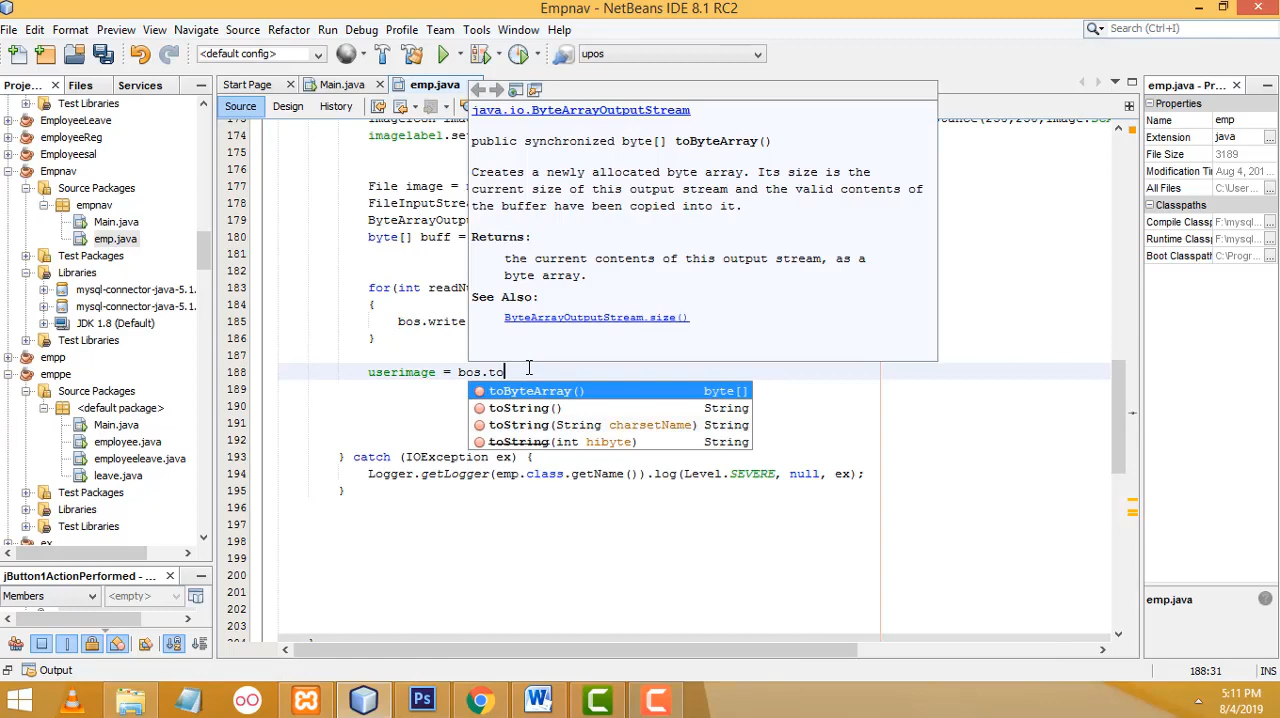 Empnav - NetBeans IDE 8.1 RC2
File Edit Format Preview View Navigate Source Refactor Run Debug Profile Team Tools Window Help
Search (Ctrl+I)
<default config>
upos
Proje... Files Services
Test Libraries
EmployeeLeave
employeeReg
Employeesal
Empnav
Source Packages
empnav
Main.java
emp.java
Test Packages
Libraries
mysql-connector-java-5.1.
mysql-connector-java-5.1.
JDK 1.8 (Default)
Test Libraries
empp
emppe
Source Packages
<default package>
Main.java
employee.java
employeeleave.java
leave.java
Test Packages
Libraries
Test Libraries
ex
jButton1ActionPerformed - ...
Members <empty>
Start Page Main.java emp.java
Source Design History
174 imagelabel.se
175
176
177 File image = n
178 FileInputStre
179 ByteArrayOutpu
180 byte[] buff =
181
182
183 for(int readNu
184 {
185 bos.write
186 }
187
188 userimage = bos.to
189
190
191
192
193 } catch (IOException ex) {
194 Logger.getLogger(emp.class.getName()).log(Level.SEVERE, null, ex);
195 }
196
197
198
199
200
201
202
203
java.io.ByteArrayOutputStream
public synchronized byte[] toByteArray()
Creates a newly allocated byte array. Its size is the
current size of this output stream and the valid contents of
the buffer have been copied into it.
Returns:
the current contents of this output stream, as a
byte array.
See Also:
ByteArrayOutputStream.size()
toByteArray() byte[]
toString() String
toString(String charsetName) String
toString(int hibyte) String
emp.java - Pr...
Properties
Name emp
Extension java
File Size 3189
Modification Tim Aug 4, 201
All Files C:\User...
Classpaths
Compile Classp F:\mysql
Runtime Classp F:\mysql
Boot Classpath C:\Progr
emp.java
Output
188:31 INS
Ps
5:11 PM
8/4/2019